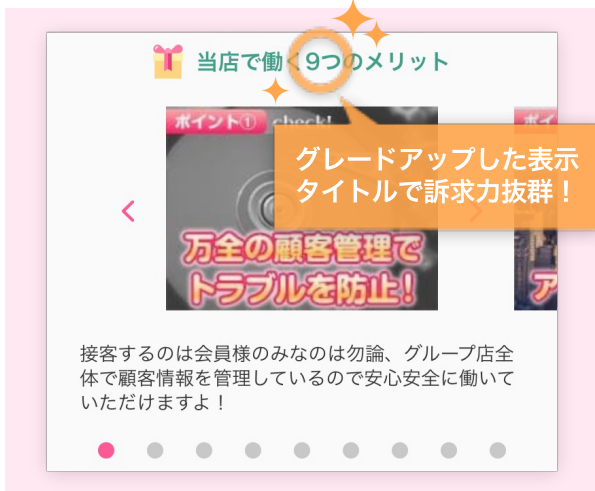 当店で働く9つのメリット
ポイント① check!
グレードアップした表示
タイトルで訴求力抜群！
万全の顧客管理で
トラブルを防止！
ア
接客するのは会員様のみなのは勿論、グループ店全
体で顧客情報を管理しているので安心安全に働いて
いただけますよ！